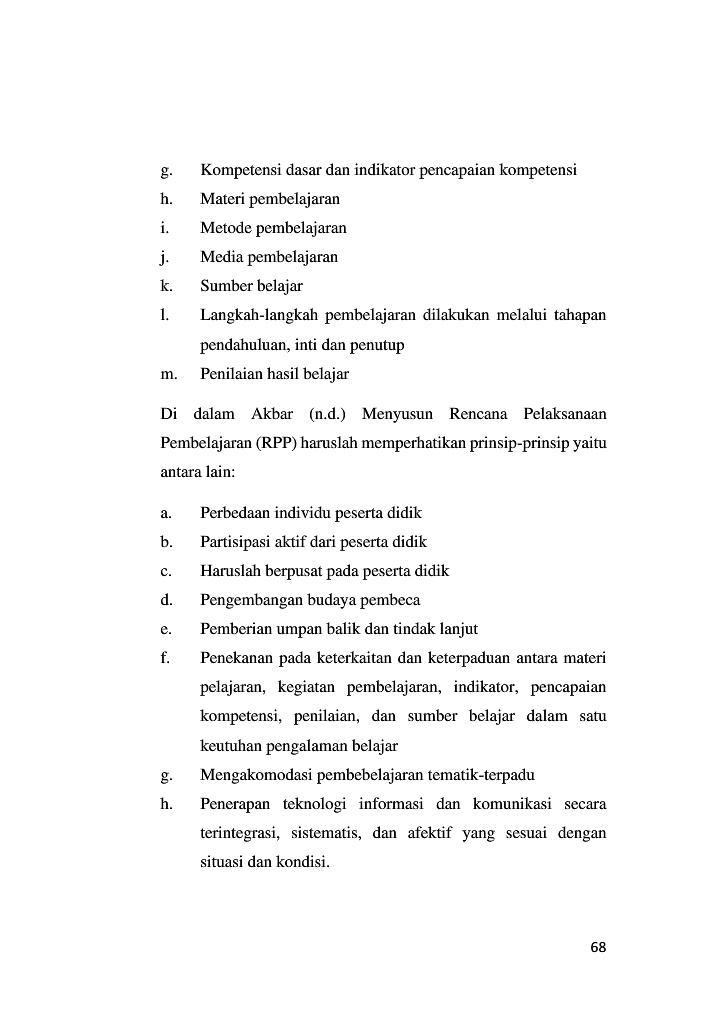 g. Kompetensi dasar dan indikator pencapaian kompetensi
h. Materi pembelajaran
i. Metode pembelajaran
j. Media pembelajaran
k. Sumber belajar
l. Langkah-langkah pembelajaran dilakukan melalui tahapan
pendahuluan, inti dan penutup
m. Penilaian hasil belajar
Di dalam Akbar (n.d.) Menyusun Rencana Pelaksanaan
Pembelajaran (RPP) haruslah memperhatikan prinsip-prinsip yaitu
antara lain:
a. Perbedaan individu peserta didik
b. Partisipasi aktif dari peserta didik
c. Haruslah berpusat pada peserta didik
d. Pengembangan budaya pembeca
e. Pemberian umpan balik dan tindak lanjut
f. Penekanan pada keterkaitan dan keterpaduan antara materi
pelajaran, kegiatan pembelajaran, indikator, pencapaian
kompetensi, penilaian, dan sumber belajar dalam satu
keutuhan pengalaman belajar
g. Mengakomodasi pembebelajaran tematik-terpadu
h. Penerapan teknologi informasi dan komunikasi secara
terintegrasi, sistematis, dan afektif yang sesuai dengan
situasi dan kondisi.
68